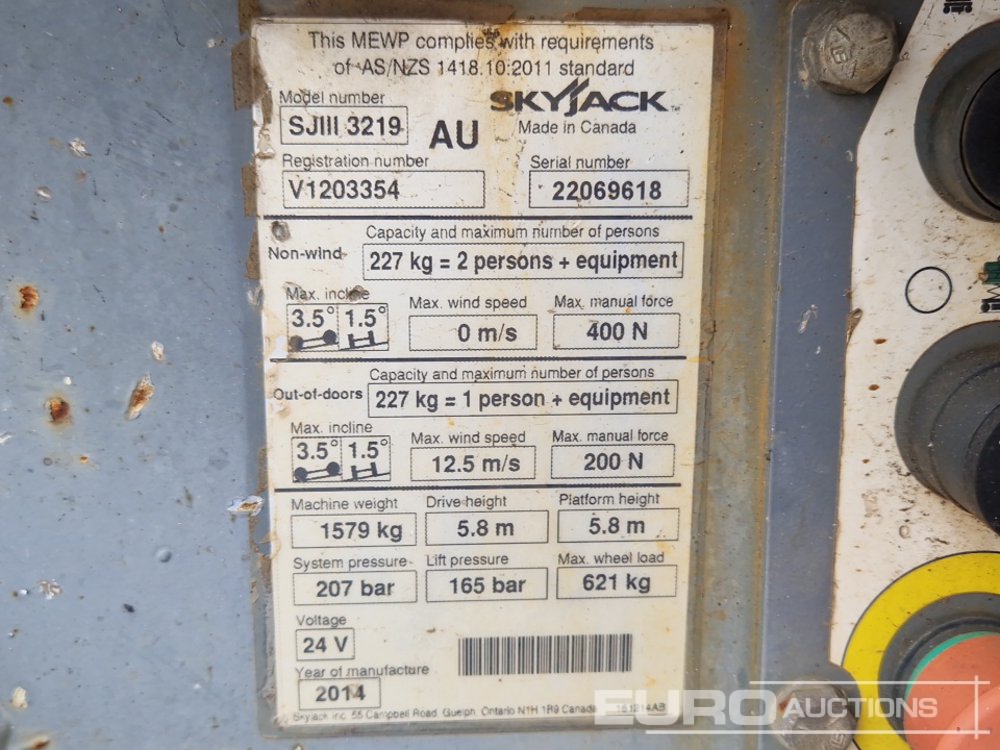 This MEWP complies with requirements
of AS/NZS 1418.10:2011 standard
Model number
SKYJACK
SJIII 3219
AU
Made in Canada
Registration number
Serial number
V1203354
22069618
Capacity and maximum number of persons
Non-wind
227 kg = 2 persons + equipment
Max. incline
Max. wind speed
Max. manual force
3.5° 1.5°
0 m/s
400 N
Capacity and maximum number of persons
Out-of-doors
227 kg = 1 person + equipment
Max. incline
Max. wind speed
Max. manual force
3.5° 1.5°
12.5 m/s
200 N
Machine weight
Drive height
Platform height
1579 kg
5.8 m
5.8 m
System pressure
Lift pressure
Max. wheel load
207 bar
165 bar
621 kg
Voltage
24 V
Year of manufacture
2014
Skyjack Inc. 55 Campbell Road, Guelph, Ontario N1H 1B9 Canada
EURO AUCTIONS